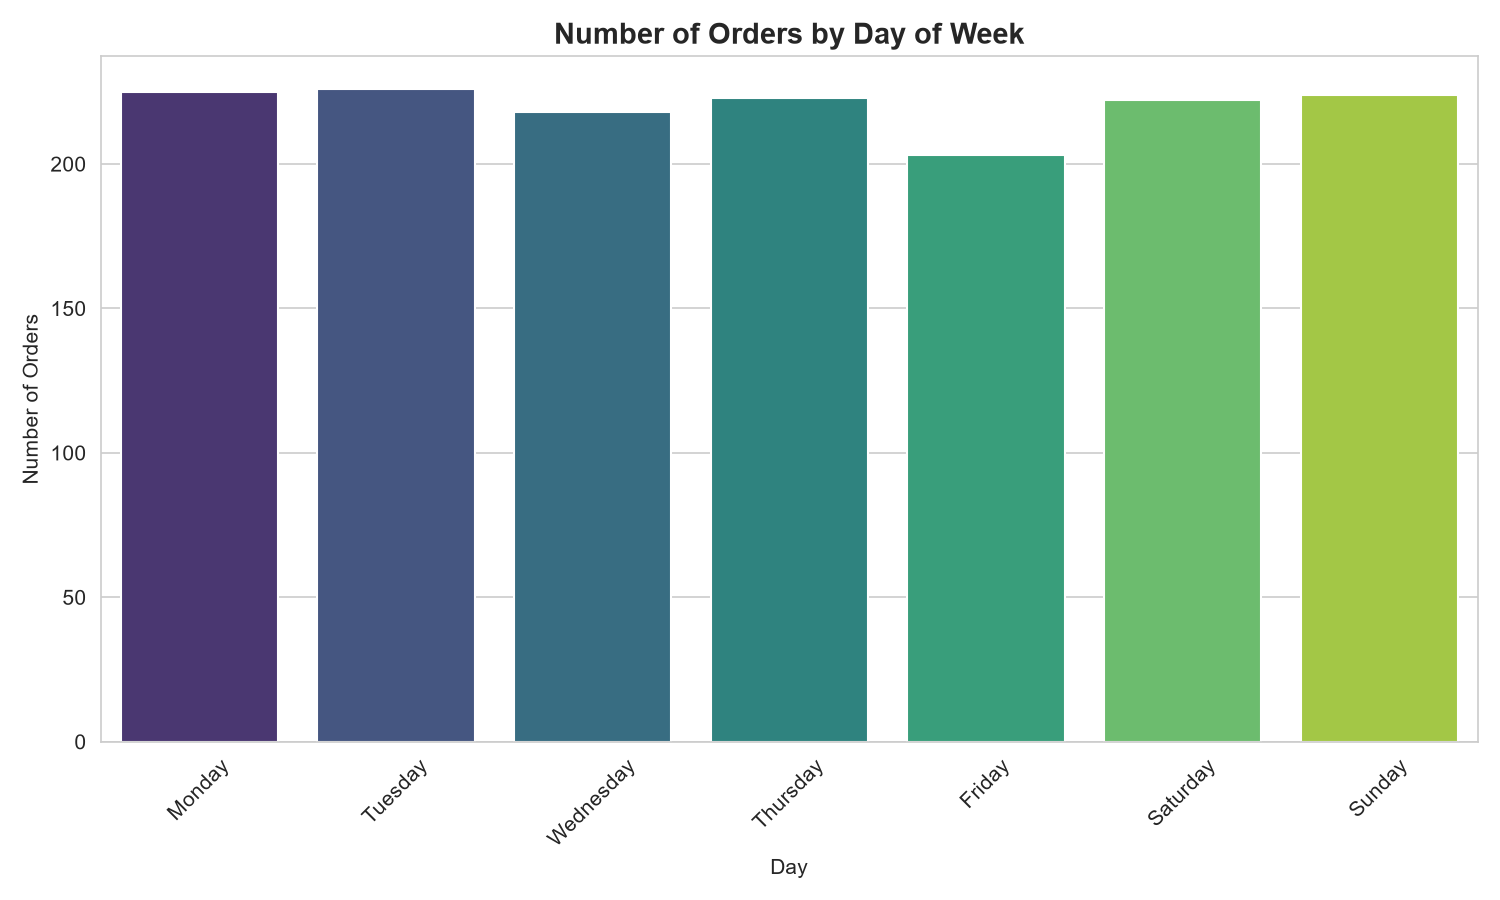 Number of Orders by Day of Week
Number of Orders
200
150
100
50
0
Monday
Tuesday
Wednesday
Thursday
Friday
Saturday
Sunday
Day